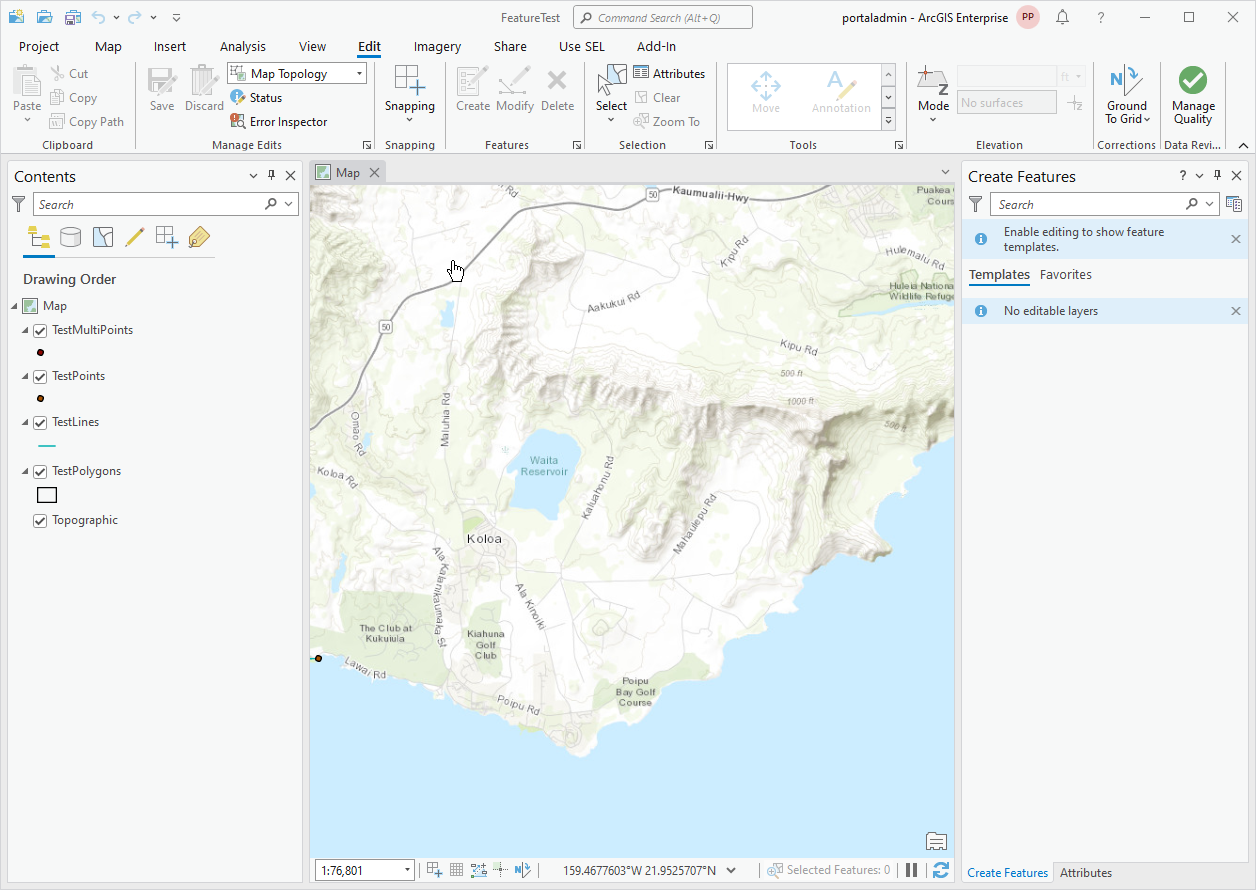 FeatureTest
Command Search (Alt+Q)
portaladmin - ArcGIS Enterprise
PP
?
Project
Map
Insert
Analysis
View
Edit
Imagery
Share
Use SEL
Add-In
Paste
Cut
Copy
Copy Path
Clipboard
Save
Discard
Map Topology
Status
Error Inspector
Manage Edits
Snapping
Snapping
Create
Modify
Delete
Features
Select
Attributes
Clear
Zoom To
Selection
Move
Annotation
Tools
Mode
ft
No surfaces
Elevation
Ground
To Grid
Corrections
Manage
Quality
Data Revi...
Contents
Search
Drawing Order
Map
TestMultiPoints
TestPoints
TestLines
TestPolygons
Topographic
Map
Rd
50
Kaumualii-Hwy
Puakea
Cours
Kipu Rd
Hulemalu Rd
Huleia Nationa
Wildlife Refuge
Aakukui Rd
50
Kipu Rd
500 ft
1000 ft
500 ft
Maluhia Rd
Omao Rd
Koloa Rd
Waita
Reservoir
Kaluahonu Rd
Mahaulepu Rd
Koloa
Ala Kalanikaumaka St
Ala Kinoiki
The Club at
Kukuiula
Kiahuna
Golf
Club
Lawai Rd
Poipu
Bay Golf
Course
Poipu Rd
1:76,801
159.4677603°W 21.9525707°N
Selected Features: 0
Create Features
?
Search
Enable editing to show feature
templates.
Templates
Favorites
No editable layers
Create Features
Attributes